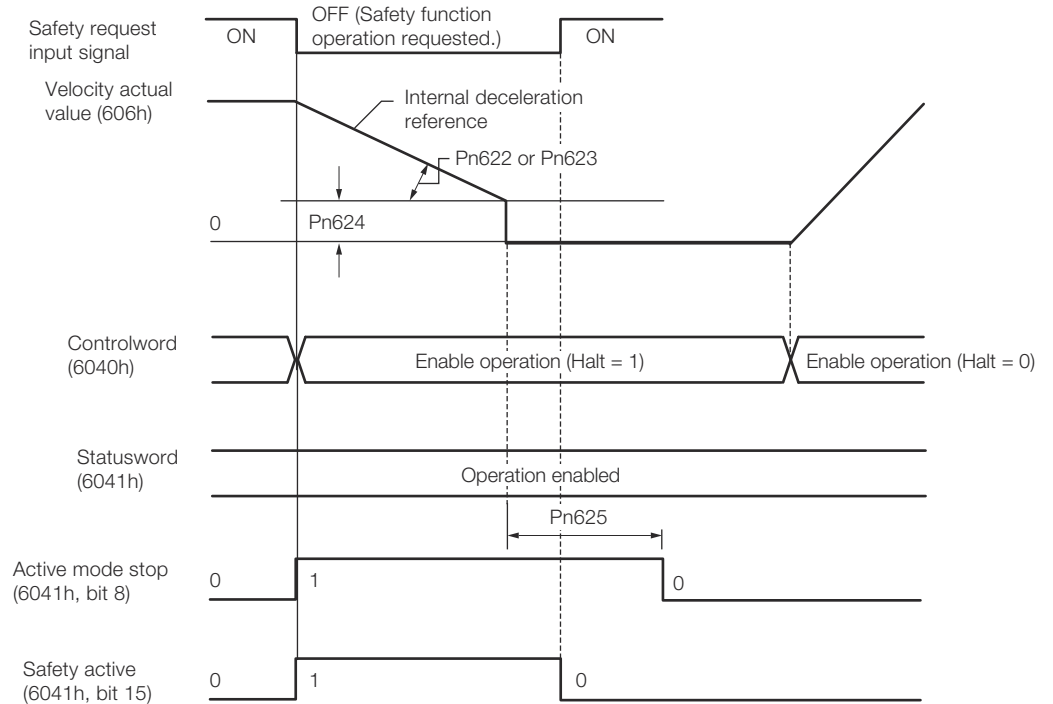 Safety request
input signal
ON
OFF (Safety function
operation requested.)
ON
Velocity actual
value (606h)
Internal deceleration
reference
Pn622 or Pn623
0
Pn624
Controlword
(6040h)
Enable operation (Halt = 1)
Enable operation (Halt = 0)
Statusword
(6041h)
Operation enabled
Pn625
Active mode stop
(6041h, bit 8)
0
1
0
Safety active
(6041h, bit 15)
0
1
0